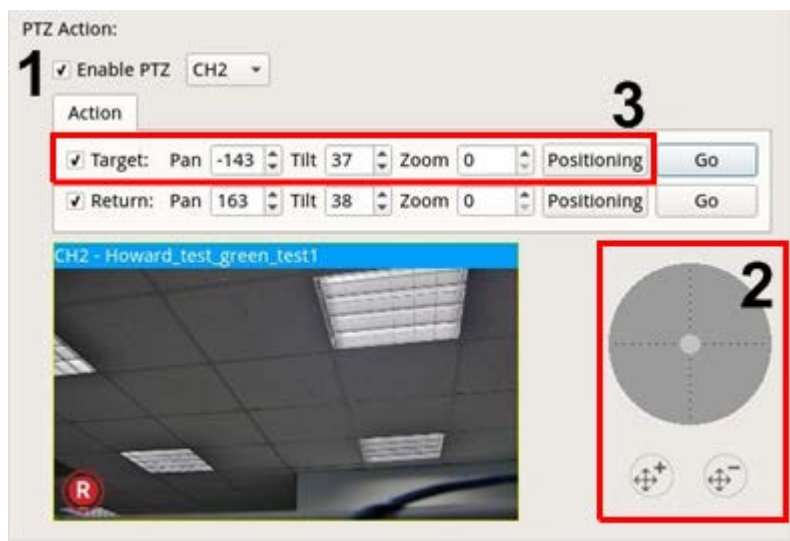 PTZ Action:
1
Enable PTZ CH2
Action
3
Target: Pan -143 Tilt 37 Zoom 0 Positioning Go
Return: Pan 163 Tilt 38 Zoom 0 Positioning Go
CH2 - Howard_test_green_test1
2
R